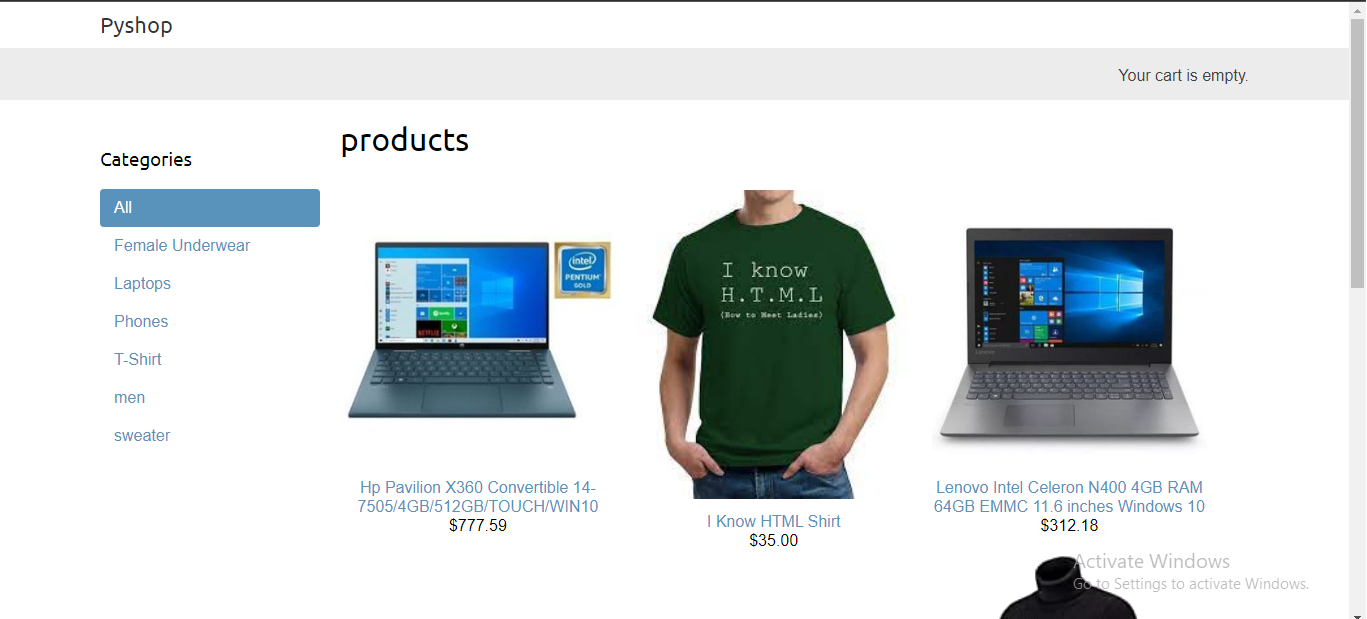 Pyshop
Your cart is empty.
products
Categories
All
Female Underwear
Laptops
Phones
T-Shirt
men
sweater
intel
PENTIUM
GOLD
I know
H.T.M.L
(How to Meet Ladies)
Hp Pavilion X360 Convertible 14-
7505/4GB/512GB/TOUCH/WIN10
$777.59
I Know HTML Shirt
$35.00
Lenovo Intel Celeron N400 4GB RAM
64GB EMMC 11.6 inches Windows 10
$312.18
Activate Windows
Go to Settings to activate Windows.